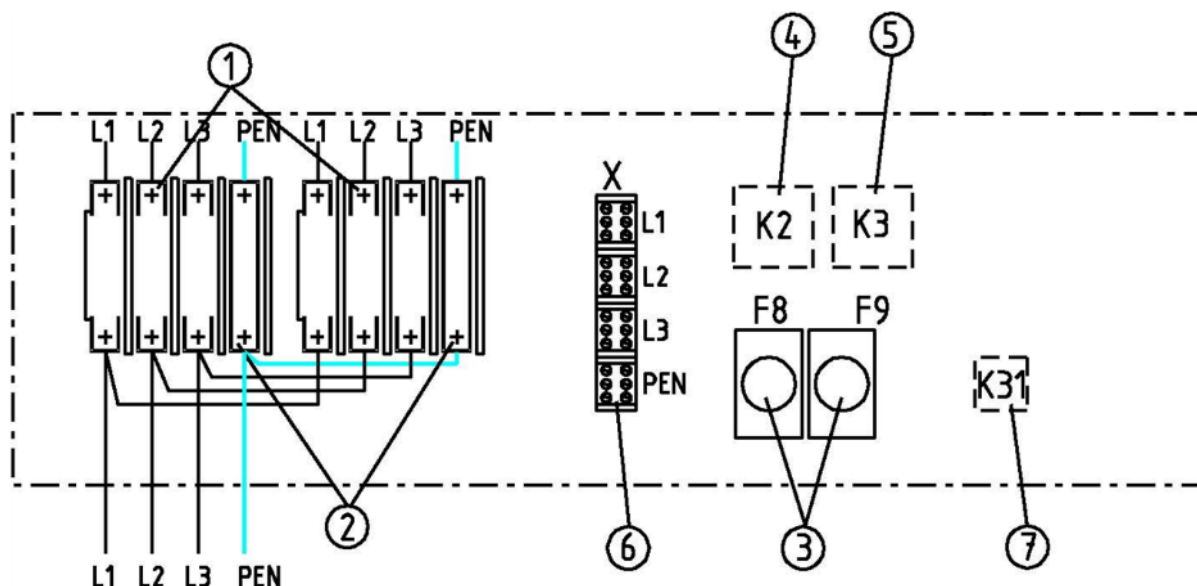 4 5
1
L1 L2 L3 PEN L1 L2 L3 PEN
X
L1
K2 K3
L2
F8 F9
L3
PEN
K31
2 6 3 7
L1 L2 L3 PEN